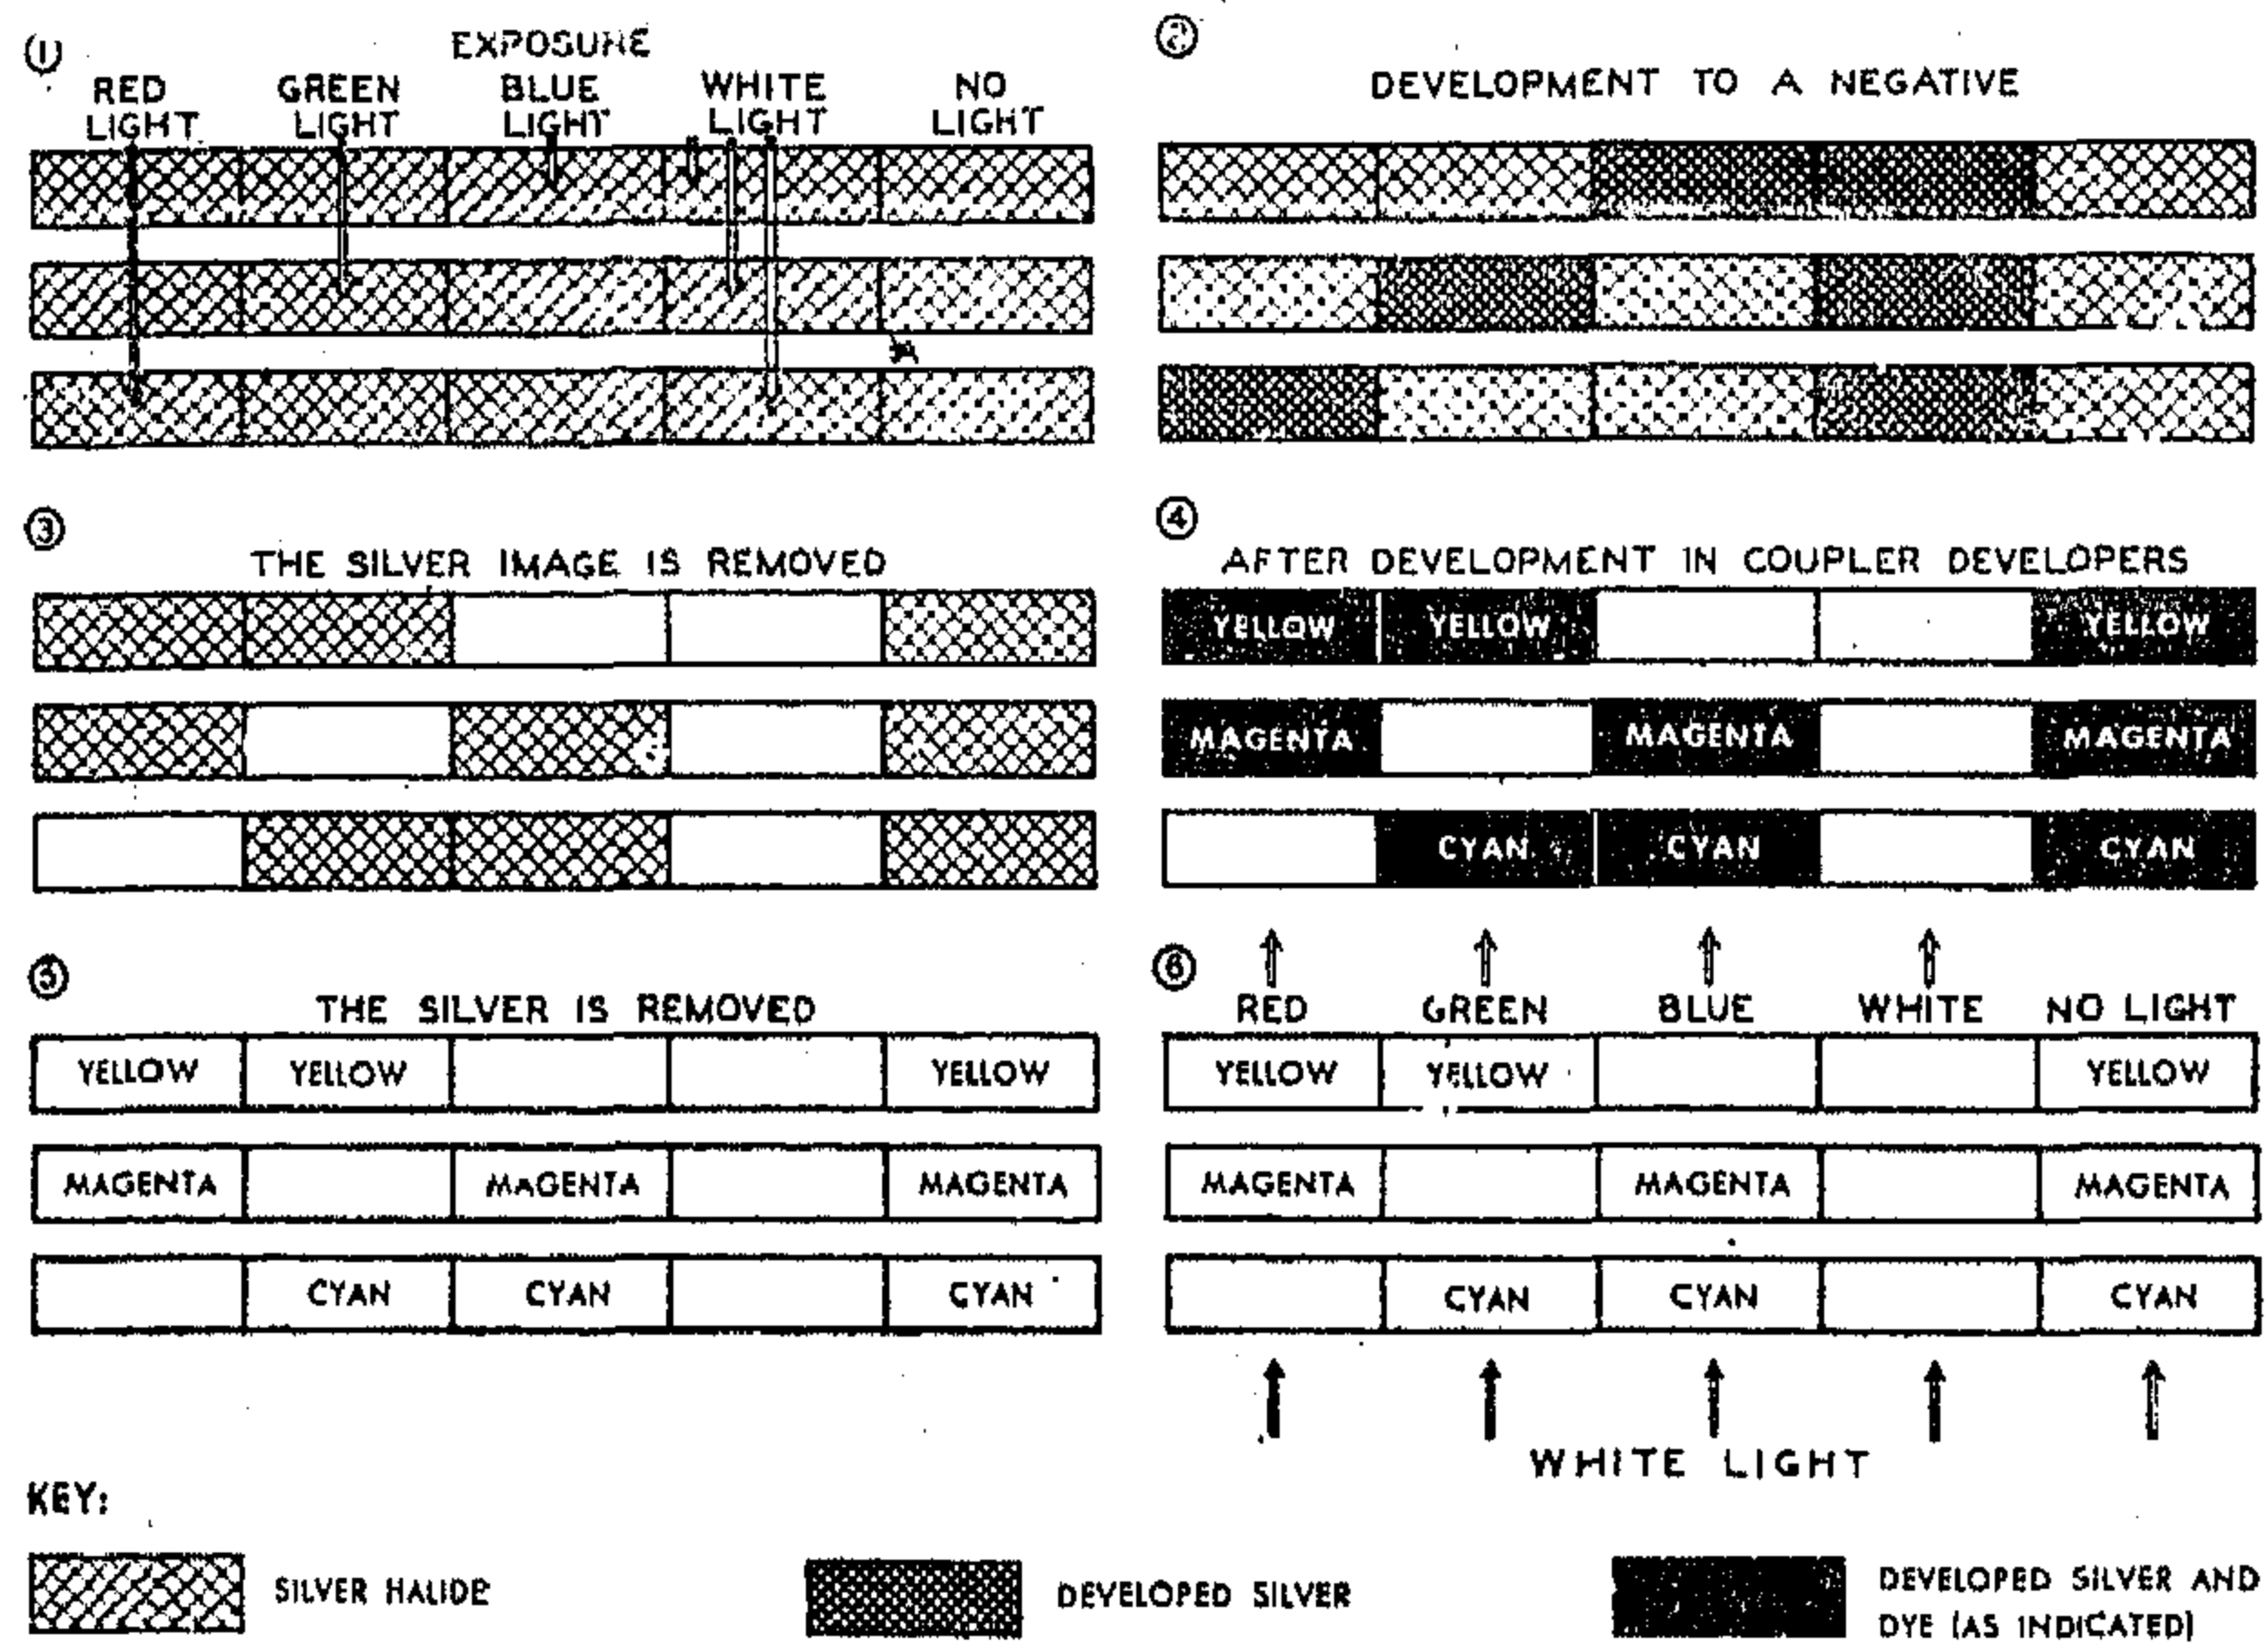 ①
EXPOSURE
RED LIGHT
GREEN LIGHT
BLUE LIGHT
WHITE LIGHT
NO LIGHT
②
DEVELOPMENT TO A NEGATIVE
③
THE SILVER IMAGE IS REMOVED
④
AFTER DEVELOPMENT IN COUPLER DEVELOPERS
YELLOW YELLOW YELLOW
MAGENTA MAGENTA MAGENTA
CYAN CYAN CYAN
⑤
THE SILVER IS REMOVED
YELLOW YELLOW YELLOW
MAGENTA MAGENTA MAGENTA
CYAN CYAN CYAN
⑥
RED GREEN BLUE WHITE NO LIGHT
YELLOW YELLOW YELLOW
MAGENTA MAGENTA MAGENTA
CYAN CYAN CYAN
WHITE LIGHT
KEY:
SILVER HALIDE
DEVELOPED SILVER
DEVELOPED SILVER AND
DYE (AS INDICATED)